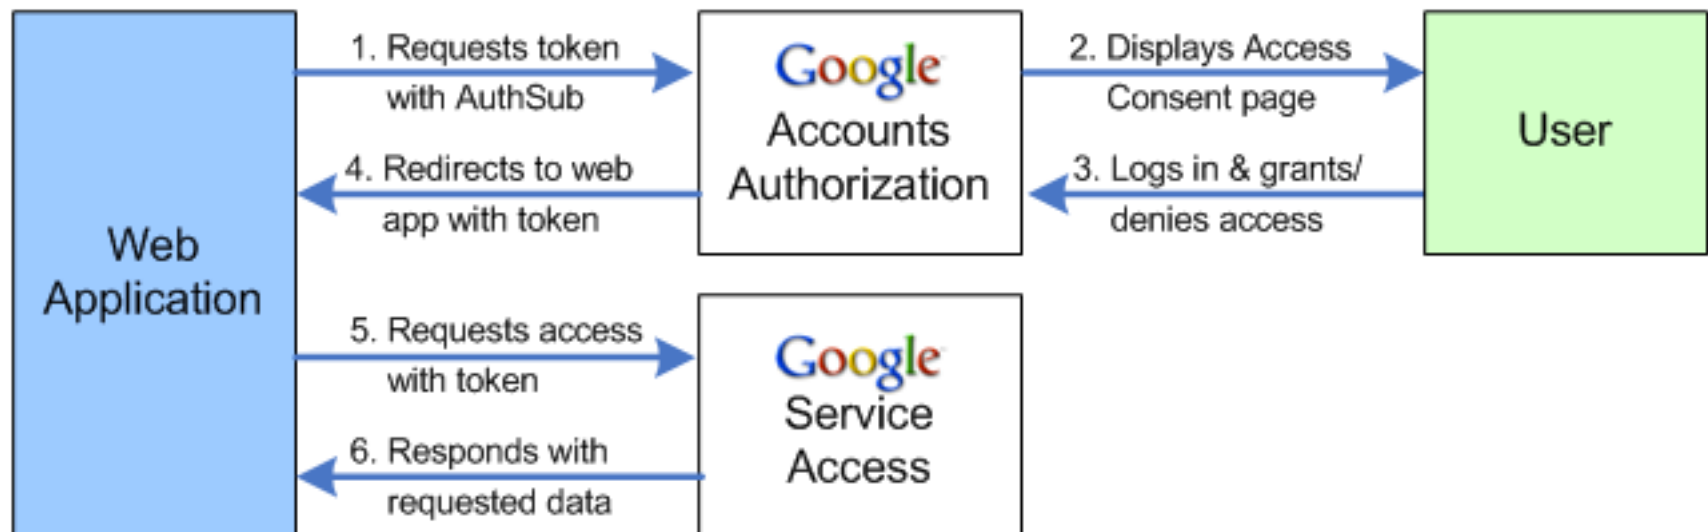 Web
Application
1. Requests token
with AuthSub
Google
Accounts
Authorization
2. Displays Access
Consent page
User
4. Redirects to web
app with token
3. Logs in & grants/
denies access
5. Requests access
with token
Google
Service
Access
6. Responds with
requested data